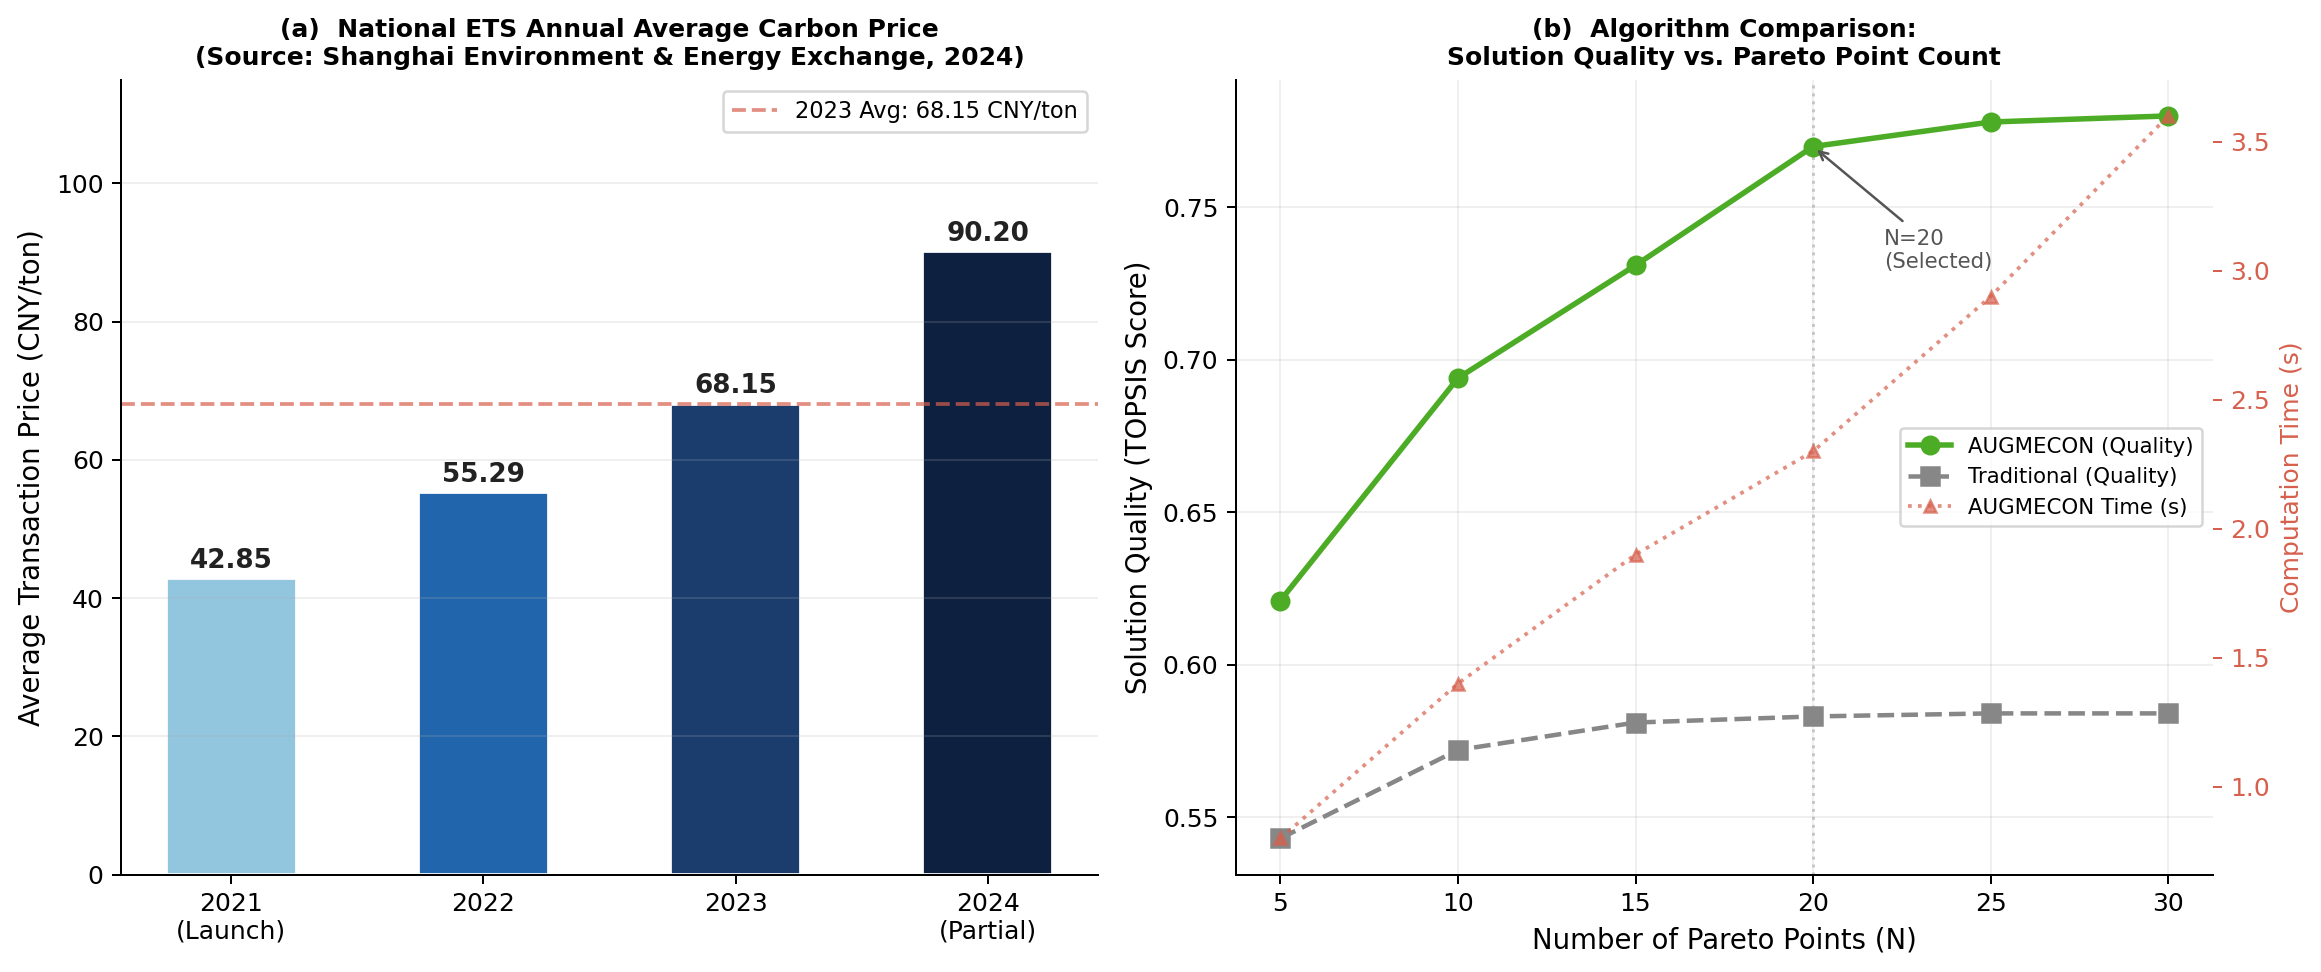 (a)  National ETS Annual Average Carbon Price
(Source: Shanghai Environment & Energy Exchange, 2024)
Average Transaction Price (CNY/ton)
100
80
60
40
20
0
2023 Avg: 68.15 CNY/ton
42.85
55.29
68.15
90.20
2021
(Launch)
2022
2023
2024
(Partial)
(b)  Algorithm Comparison:
Solution Quality vs. Pareto Point Count
Solution Quality (TOPSIS Score)
0.75
0.70
0.65
0.60
0.55
N=20
(Selected)
AUGMECON (Quality)
Traditional (Quality)
AUGMECON Time (s)
3.5
3.0
2.5
2.0
1.5
1.0
Computation Time (s)
5
10
15
20
25
30
Number of Pareto Points (N)